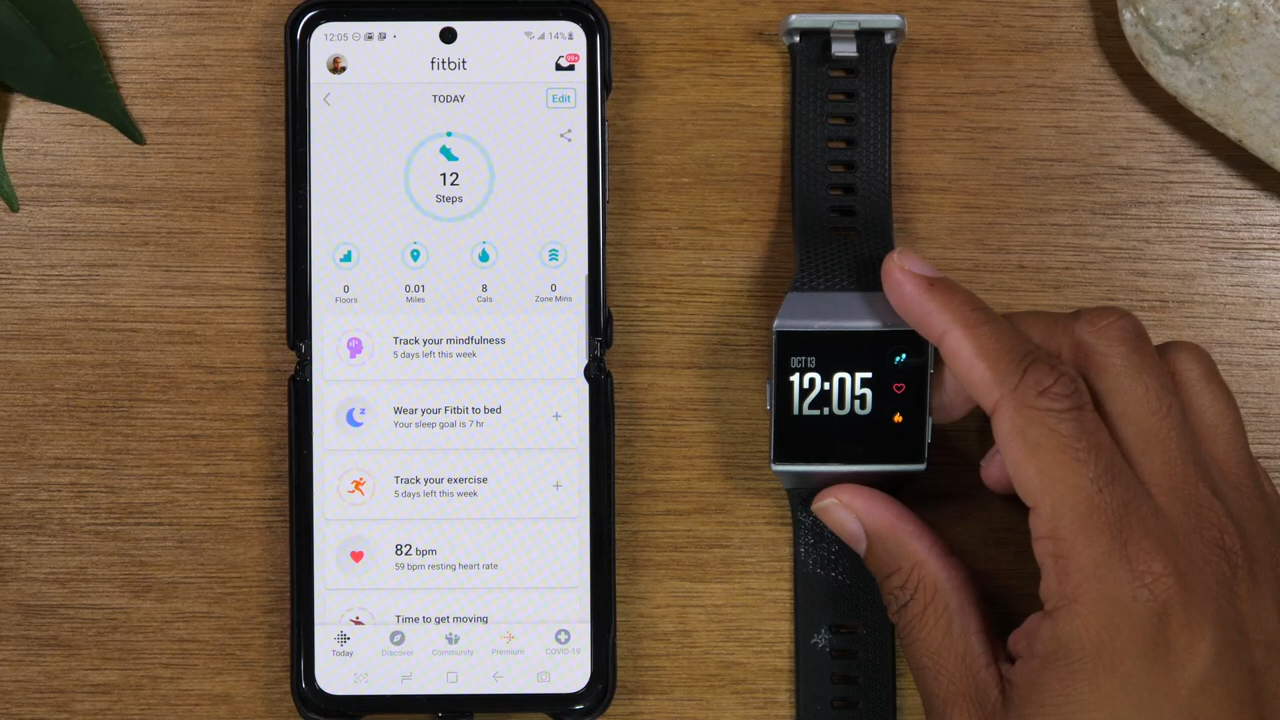 12:05 14%
fitbit 99+
TODAY Edit
12
Steps
0 0.01 8 0
Floors Miles Cals Zone Mins
Track your mindfulness
5 days left this week
Wear your Fitbit to bed
Your sleep goal is 7 hr
Track your exercise
5 days left this week
82 bpm
59 bpm resting heart rate
Time to get moving
Today Discover Community Premium COVID-19
OCT 13
12:05